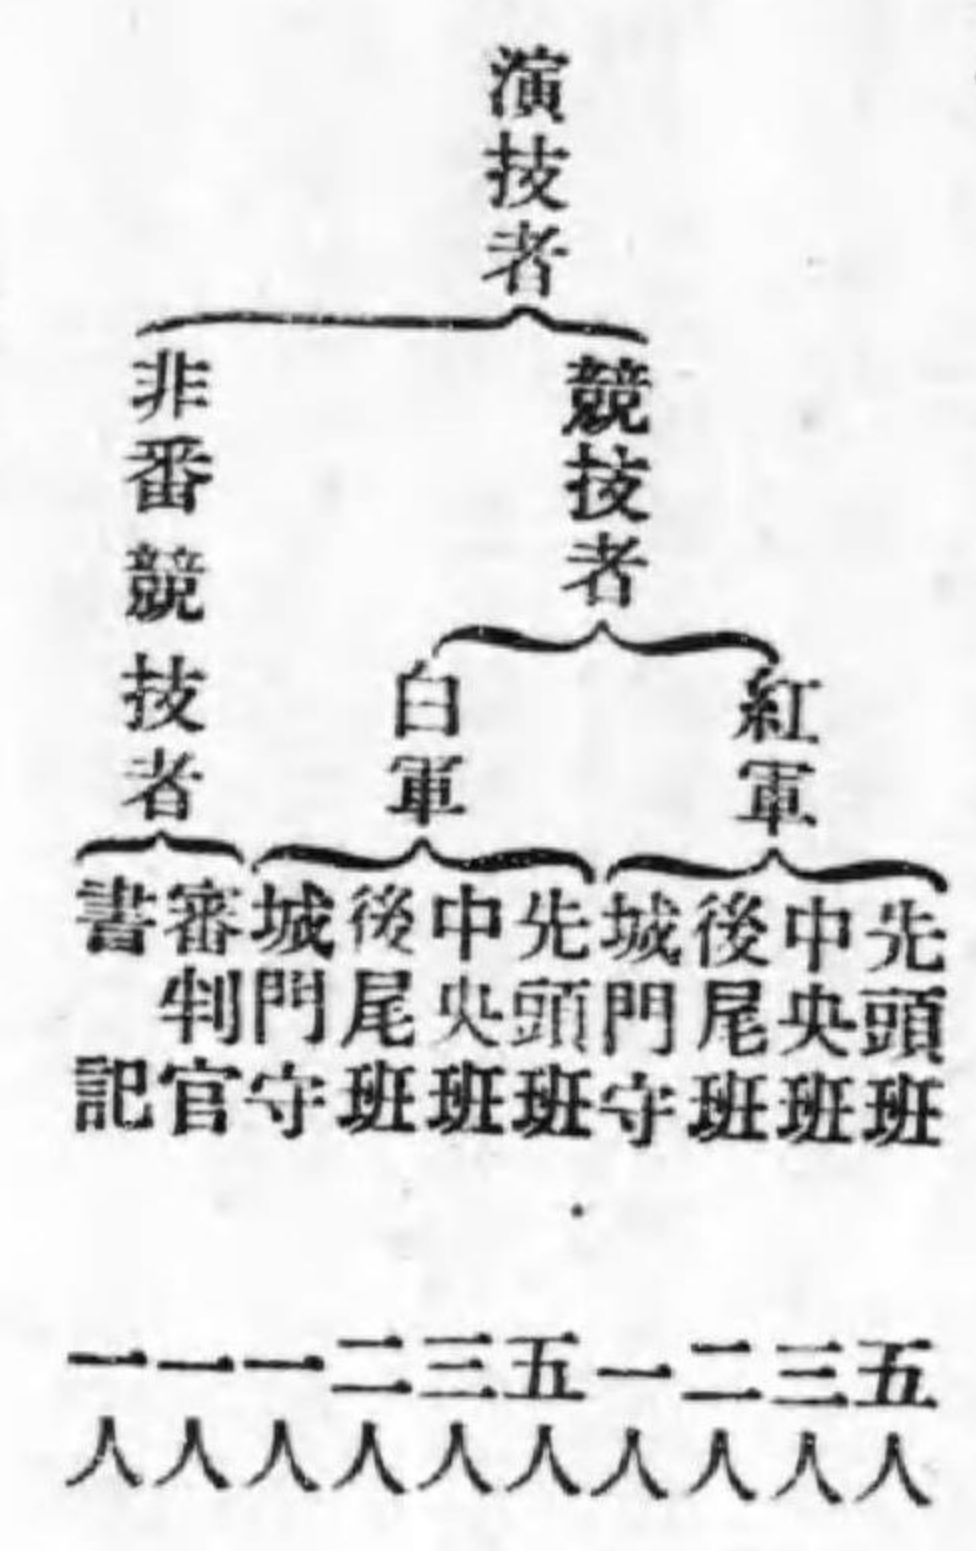 演技者
競技者
紅軍
先頭班 五人
中央班 三人
後尾班 二人
城門守 一人
白軍
先頭班 五人
中央班 三人
後尾班 二人
城門守 一人
非番競技者
審判官 一人
書記 一人